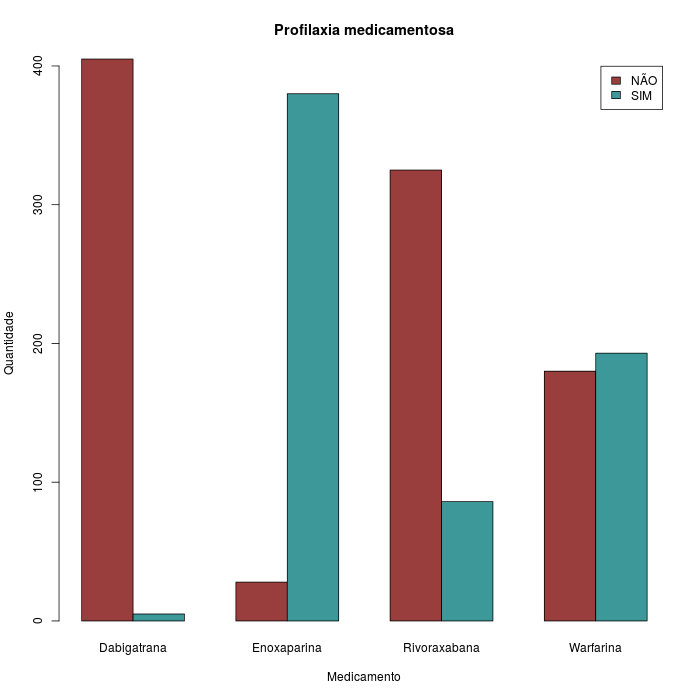 Profilaxia medicamentosa
NÃO
SIM
Quantidade
400
300
200
100
0
Dabigatrana
Enoxaparina
Rivoraxabana
Warfarina
Medicamento